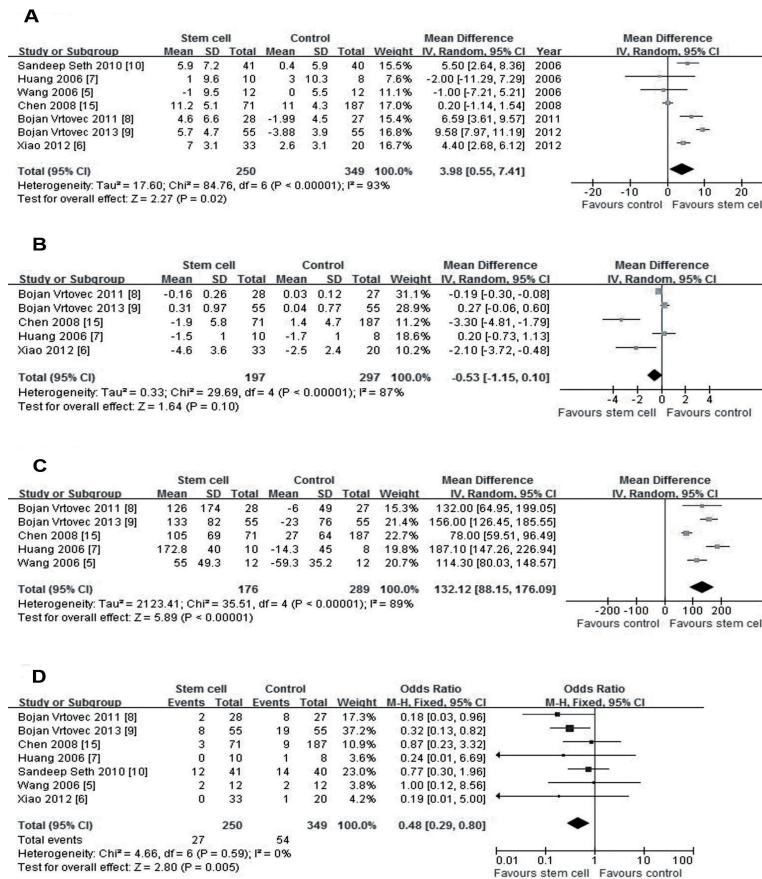 A
Stem cell Control Mean Difference Mean Difference
Study or Subgroup Mean SD Total Mean SD Total Weight IV, Random, 95% CI Year IV, Random, 95% CI
Sandeep Seth 2010 [10] 5.9 7.2 41 0.4 5.9 40 15.5% 5.50 [2.64, 8.36] 2006
Huang 2006 [7] 1 9.6 10 3 10.3 8 7.6% -2.00 [-11.29, 7.29] 2006
Wang 2006 [5] -1 9.5 12 0 5.5 12 11.1% -1.00 [-7.21, 5.21] 2006
Chen 2008 [15] 11.2 5.1 71 11 4.3 187 17.1% 0.20 [-1.14, 1.54] 2008
Bojan Vrtovec 2011 [8] 4.6 6.6 28 -1.99 4.5 27 15.4% 6.59 [3.61, 9.57] 2011
Bojan Vrtovec 2013 [9] 5.7 4.7 55 -3.88 3.9 55 16.8% 9.58 [7.97, 11.19] 2012
Xiao 2012 [6] 7 3.1 33 2.6 3.1 20 16.6% 4.40 [2.68, 6.12] 2012
Total (95% CI) 250 349 100.0% 3.98 [0.55, 7.41]
Heterogeneity: Tau² = 17.60; Chi² = 84.76, df = 6 (P < 0.00001); I² = 93%
Test for overall effect: Z = 2.27 (P = 0.02)
-20 -10 0 10 20
Favours control Favours stem cell
B
Stem cell Control Mean Difference Mean Difference
Study or Subgroup Mean SD Total Mean SD Total Weight IV, Random, 95% CI IV, Random, 95% CI
Bojan Vrtovec 2011 [8] -0.16 0.26 28 0.03 0.12 27 31.1% -0.19 [-0.30, -0.08]
Bojan Vrtovec 2013 [9] 0.31 0.97 55 0.04 0.77 55 28.9% 0.27 [-0.06, 0.60]
Chen 2008 [15] -1.9 5.8 71 1.4 4.7 187 11.2% -3.30 [-4.81, -1.79]
Huang 2006 [7] -1.5 1 10 -1.7 1 8 18.6% 0.20 [-0.73, 1.13]
Xiao 2012 [6] -4.6 3.6 33 -2.5 2.4 20 10.2% -2.10 [-3.72, -0.48]
Total (95% CI) 197 297 100.0% -0.53 [-1.15, 0.10]
Heterogeneity: Tau² = 0.33; Chi² = 29.69, df = 4 (P < 0.00001); I² = 87%
Test for overall effect: Z = 1.64 (P = 0.10)
-4 -2 0 2 4
Favours stem cell Favours control
C
Stem cell Control Mean Difference Mean Difference
Study or Subgroup Mean SD Total Mean SD Total Weight IV, Random, 95% CI IV, Random, 95% CI
Bojan Vrtovec 2011 [8] 126 174 28 -6 49 27 15.3% 132.00 [64.95, 199.05]
Bojan Vrtovec 2013 [9] 133 82 55 -23 76 55 21.4% 156.00 [126.45, 185.55]
Chen 2008 [15] 105 69 71 27 64 187 22.9% 78.00 [59.51, 96.49]
Huang 2006 [7] 172.8 40 10 -14.3 45 8 19.8% 187.10 [147.26, 226.94]
Wang 2006 [5] 55 49.3 12 -59.3 35.2 12 20.7% 114.30 [80.03, 148.57]
Total (95% CI) 176 289 100.0% 132.12 [88.15, 176.09]
Heterogeneity: Tau² = 2123.41; Chi² = 35.51, df = 4 (P < 0.00001); I² = 89%
Test for overall effect: Z = 5.89 (P < 0.00001)
-200 -100 0 100 200
Favours control Favours stem cell
D
Stem cell Control Odds Ratio Odds Ratio
Study or Subgroup Events Total Events Total Weight M-H, Fixed, 95% CI M-H, Fixed, 95% CI
Bojan Vrtovec 2011 [8] 2 28 8 27 17.3% 0.18 [0.03, 0.96]
Bojan Vrtovec 2013 [9] 8 55 19 55 37.2% 0.32 [0.13, 0.82]
Chen 2008 [15] 3 71 9 187 10.9% 0.87 [0.23, 3.32]
Huang 2006 [7] 0 10 1 8 3.7% 0.24 [0.01, 6.69]
Sandeep Seth 2010 [10] 12 41 14 40 22.9% 0.77 [0.30, 1.96]
Wang 2006 [5] 2 12 2 12 3.8% 1.00 [0.12, 8.56]
Xiao 2012 [6] 0 33 1 20 4.2% 0.19 [0.01, 5.00]
Total (95% CI) 250 349 100.0% 0.48 [0.29, 0.80]
Total events 27 54
Heterogeneity: Chi² = 4.66, df = 6 (P = 0.59); I² = 0%
Test for overall effect: Z = 2.80 (P = 0.005)
0.01 0.1 1 10 100
Favours stem cell Favours control